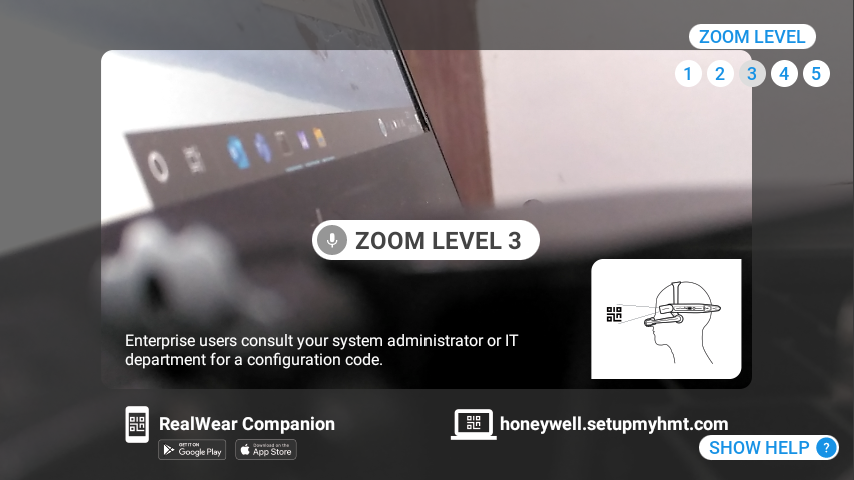 ZOOM LEVEL
1 2 3 4 5
ZOOM LEVEL 3
Enterprise users consult your system administrator or IT
department for a configuration code.
RealWear Companion
GET IT ON
Google Play
Download on the
App Store
honeywell.setupmyhmt.com
SHOW HELP ?